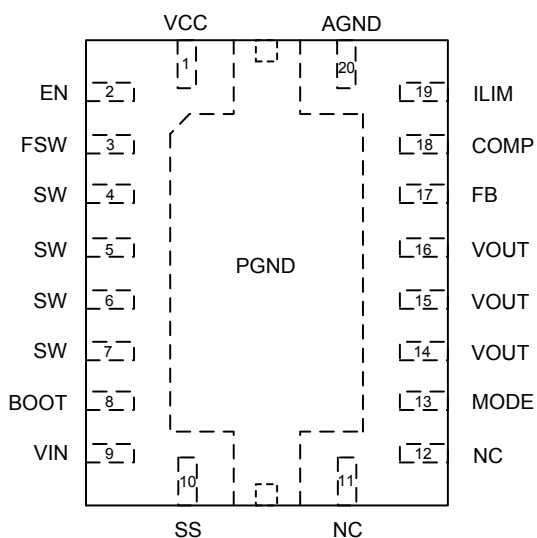 VCC AGND
1 20
EN 2 19 ILIM
FSW 3 18 COMP
SW 4 17 FB
SW 5 16 VOUT
PGND
SW 6 15 VOUT
SW 7 14 VOUT
BOOT 8 13 MODE
VIN 9 12 NC
10 11
SS NC